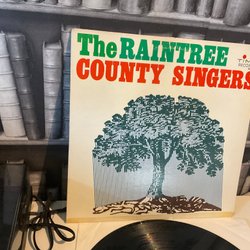 The RAINTREE
COUNTY SINGERS